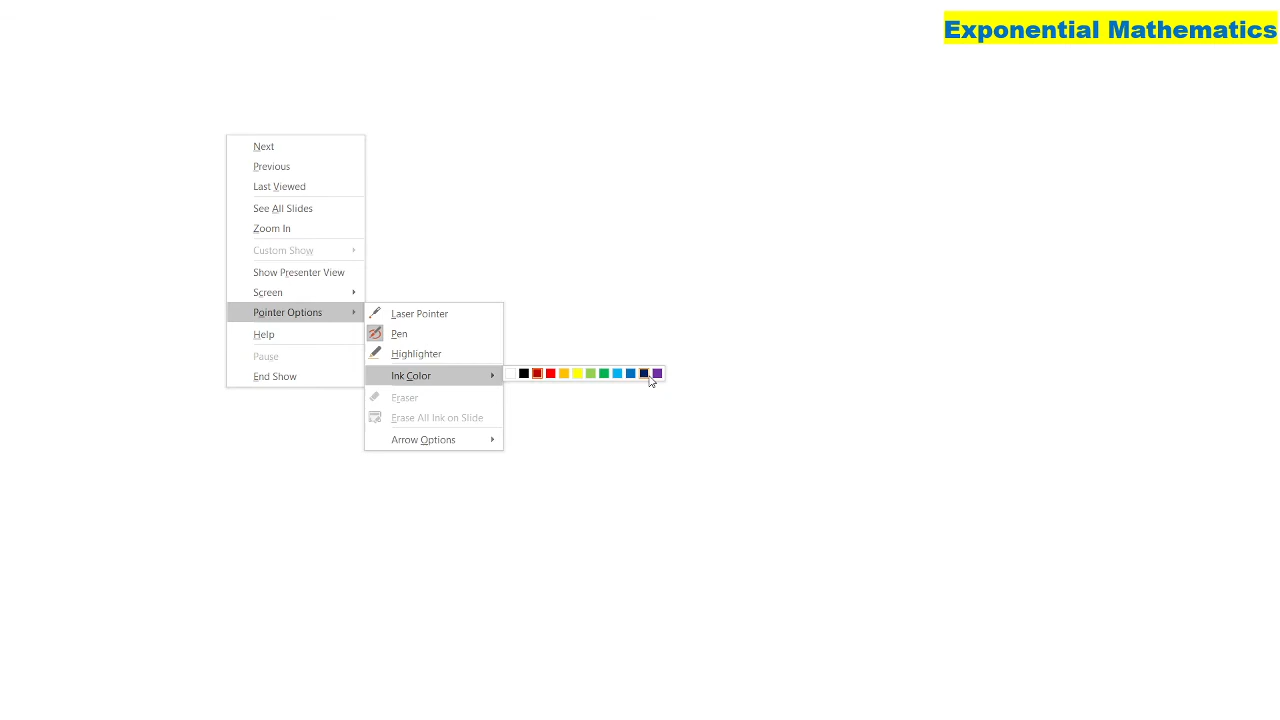 Exponential Mathematics
Next
Previous
Last Viewed
See All Slides
Zoom In
Custom Show
Show Presenter View
Screen
Pointer Options
Help
Pause
End Show
Laser Pointer
Pen
Highlighter
Ink Color
Eraser
Erase All Ink on Slide
Arrow Options